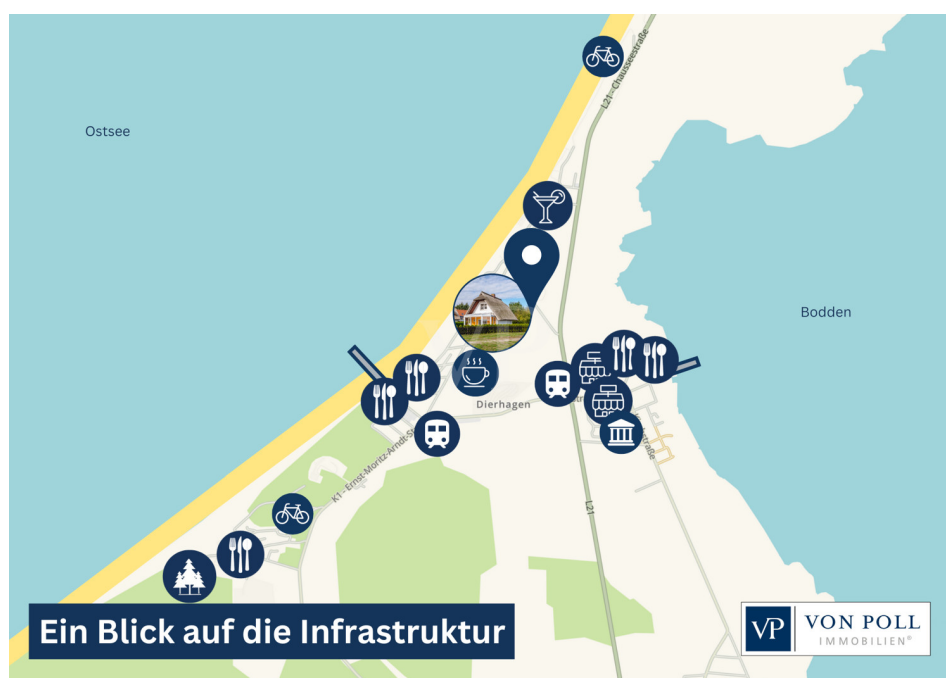 L21 - Chausseestraße
Ostsee
Bodden
Dierhagen
K1 - Ernst-Moritz-Arndt-St
L21
Ein Blick auf die Infrastruktur
VP
VON POLL
IMMOBILIEN®